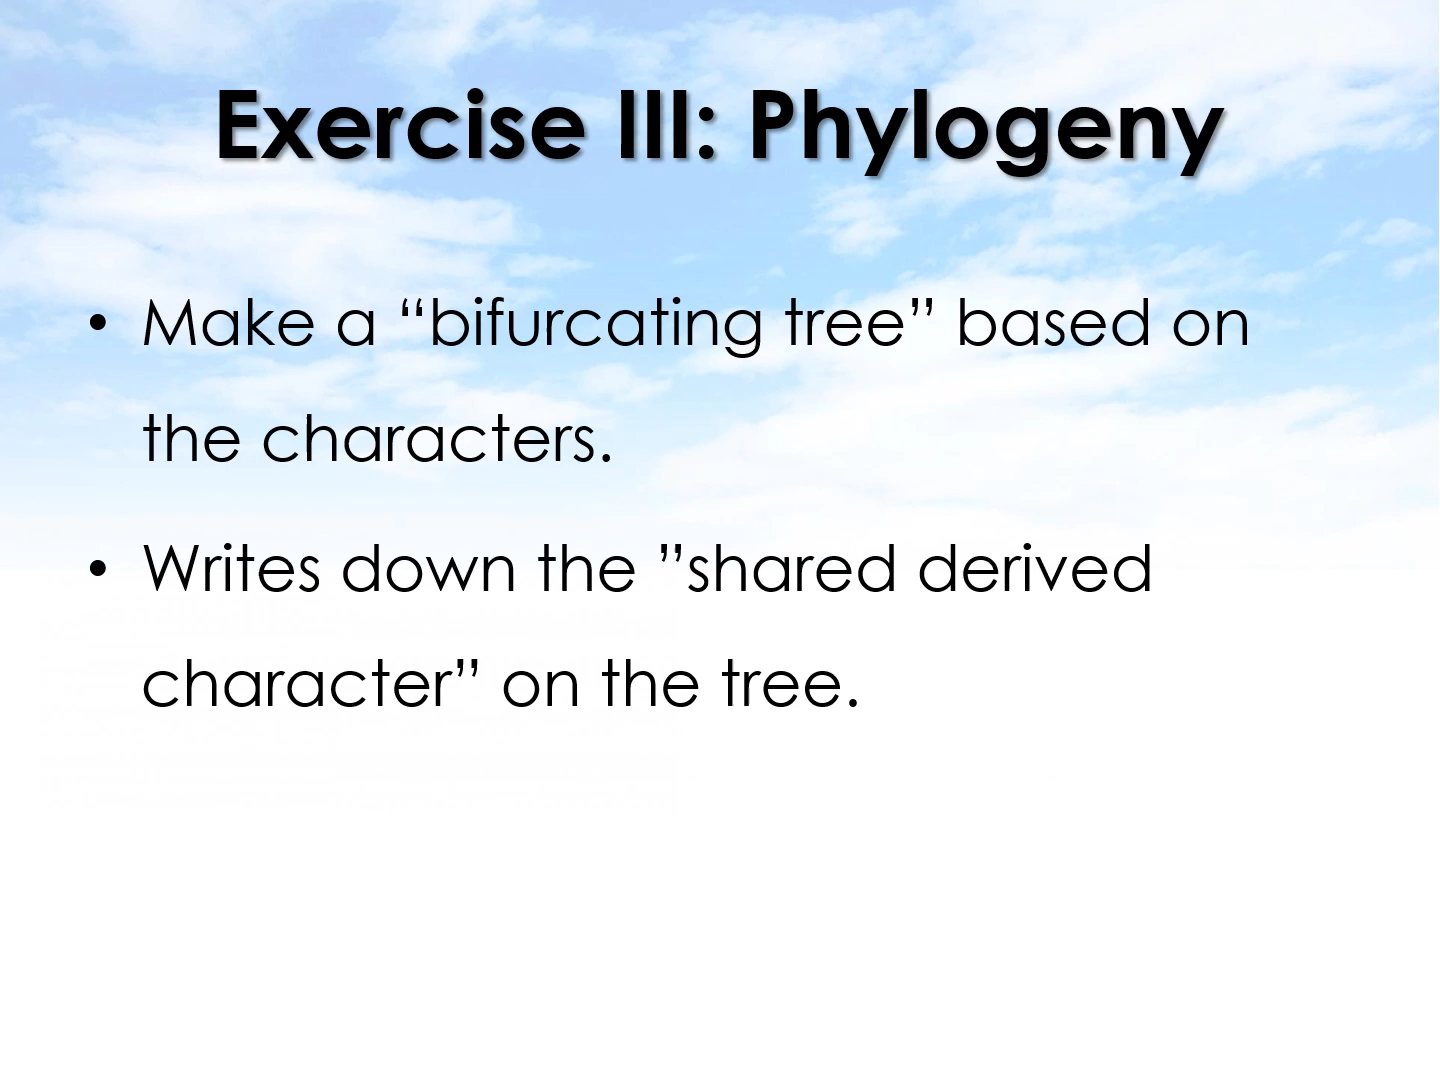 Exercise III: Phylogeny
• Make a “bifurcating tree” based on
the characters.
• Writes down the ”shared derived
character” on the tree.